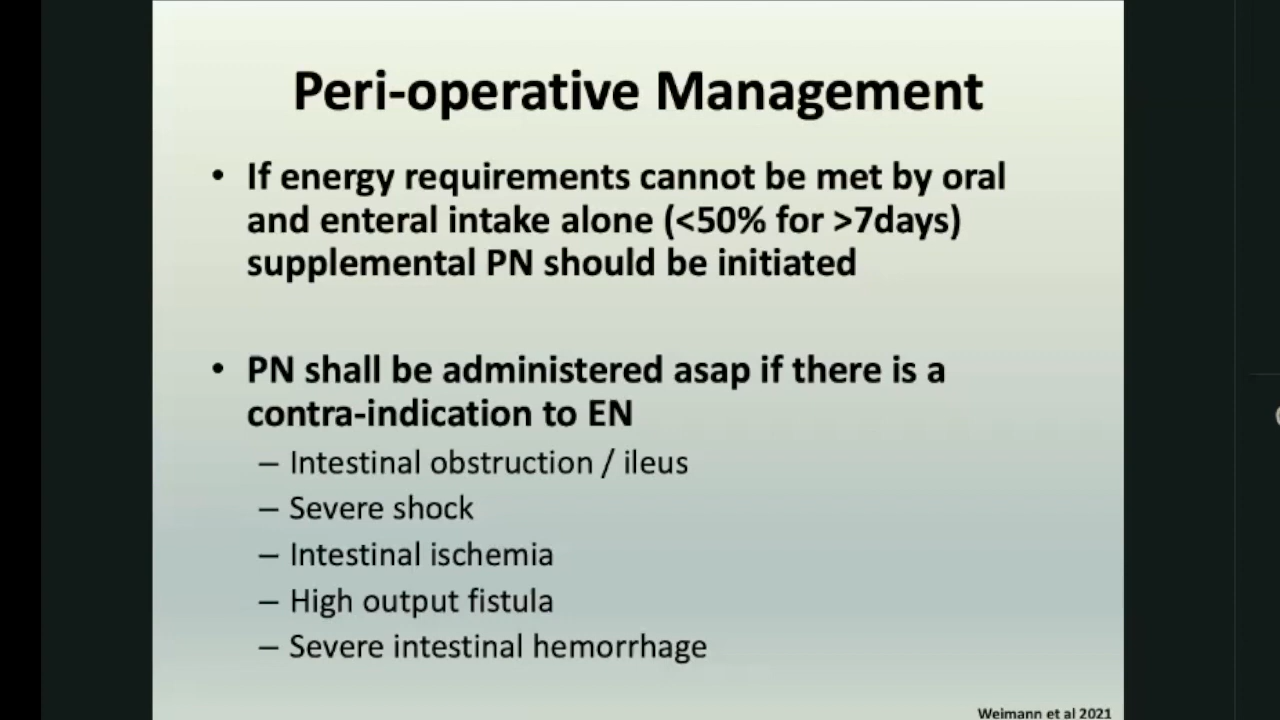 Peri-operative Management
• If energy requirements cannot be met by oral
and enteral intake alone (<50% for >7days)
supplemental PN should be initiated
• PN shall be administered asap if there is a
contra-indication to EN
– Intestinal obstruction / ileus
– Severe shock
– Intestinal ischemia
– High output fistula
– Severe intestinal hemorrhage
Weimann et al 2021